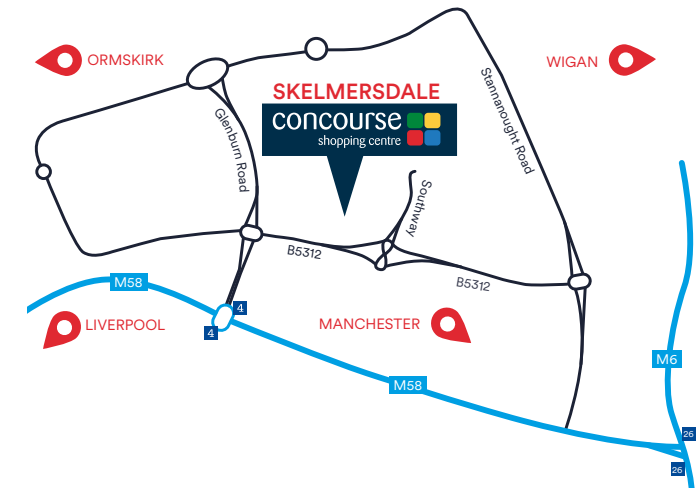 ORMSKIRK
WIGAN
SKELMERSDALE
concourse
shopping centre
Glenburn Road
Stannanought Road
Southway
B5312
B5312
M58
4
4
LIVERPOOL
MANCHESTER
M6
M58
26
26